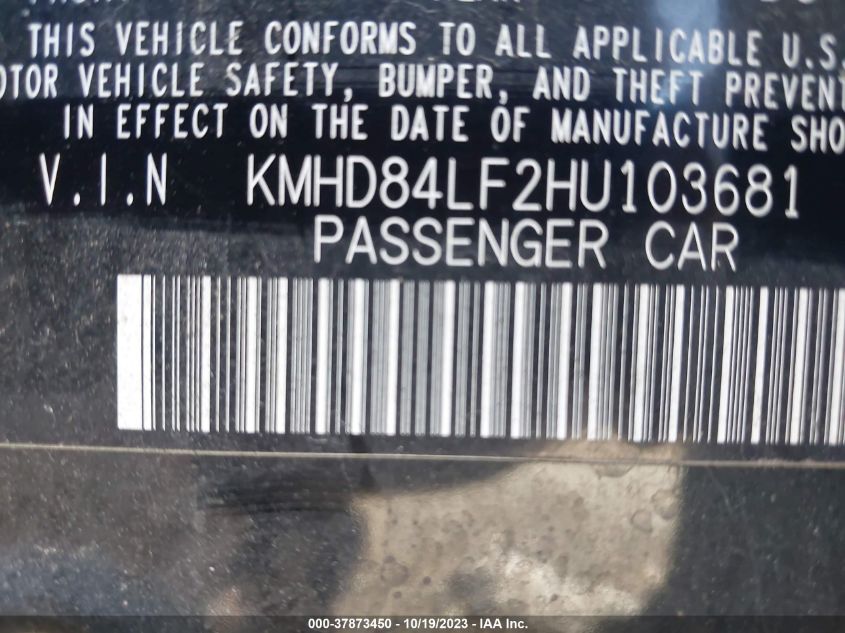 THIS VEHICLE CONFORMS TO ALL APPLICABLE U.S.
OTOR VEHICLE SAFETY, BUMPER, AND THEFT PREVENT
IN EFFECT ON THE DATE OF MANUFACTURE SHO
V.I.N KMHD84LF2HU103681
PASSENGER CAR
000-37873450 - 10/19/2023 - IAA Inc.